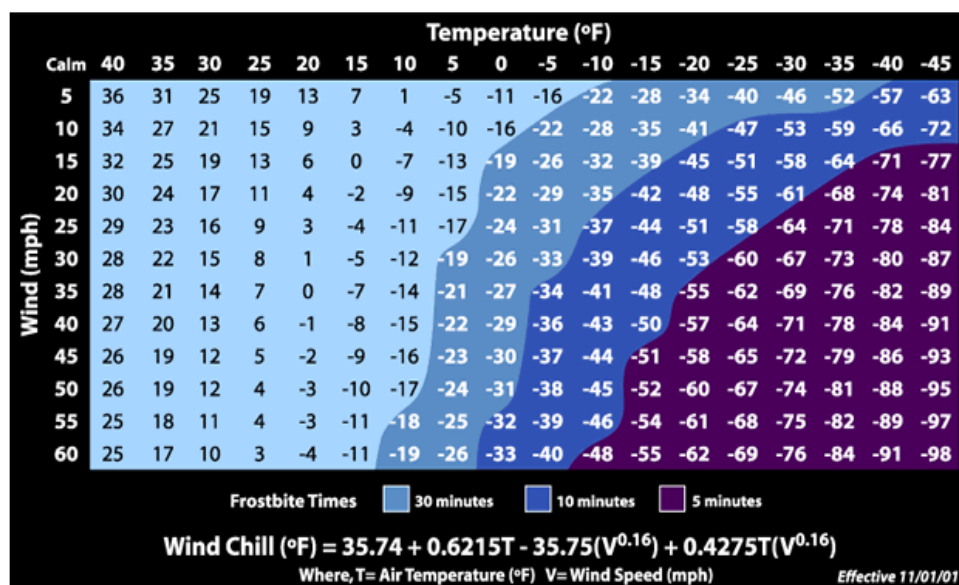 Temperature (ºF)
Calm 40 35 30 25 20 15 10 5 0 -5 -10 -15 -20 -25 -30 -35 -40 -45
5 36 31 25 19 13 7 1 -5 -11 -16 -22 -28 -34 -40 -46 -52 -57 -63
10 34 27 21 15 9 3 -4 -10 -16 -22 -28 -35 -41 -47 -53 -59 -66 -72
15 32 25 19 13 6 0 -7 -13 -19 -26 -32 -39 -45 -51 -58 -64 -71 -77
20 30 24 17 11 4 -2 -9 -15 -22 -29 -35 -42 -48 -55 -61 -68 -74 -81
25 29 23 16 9 3 -4 -11 -17 -24 -31 -37 -44 -51 -58 -64 -71 -78 -84
30 28 22 15 8 1 -5 -12 -19 -26 -33 -39 -46 -53 -60 -67 -73 -80 -87
35 28 21 14 7 0 -7 -14 -21 -27 -34 -41 -48 -55 -62 -69 -76 -82 -89
40 27 20 13 6 -1 -8 -15 -22 -29 -36 -43 -50 -57 -64 -71 -78 -84 -91
45 26 19 12 5 -2 -9 -16 -23 -30 -37 -44 -51 -58 -65 -72 -79 -86 -93
50 26 19 12 4 -3 -10 -17 -24 -31 -38 -45 -52 -60 -67 -74 -81 -88 -95
55 25 18 11 4 -3 -11 -18 -25 -32 -39 -46 -54 -61 -68 -75 -82 -89 -97
60 25 17 10 3 -4 -11 -19 -26 -33 -40 -48 -55 -62 -69 -76 -84 -91 -98
Wind (mph)
Frostbite Times 30 minutes 10 minutes 5 minutes
Wind Chill (ºF) = 35.74 + 0.6215T - 35.75(V^0.16) + 0.4275T(V^0.16)
Where, T= Air Temperature (ºF) V= Wind Speed (mph) Effective 11/01/01